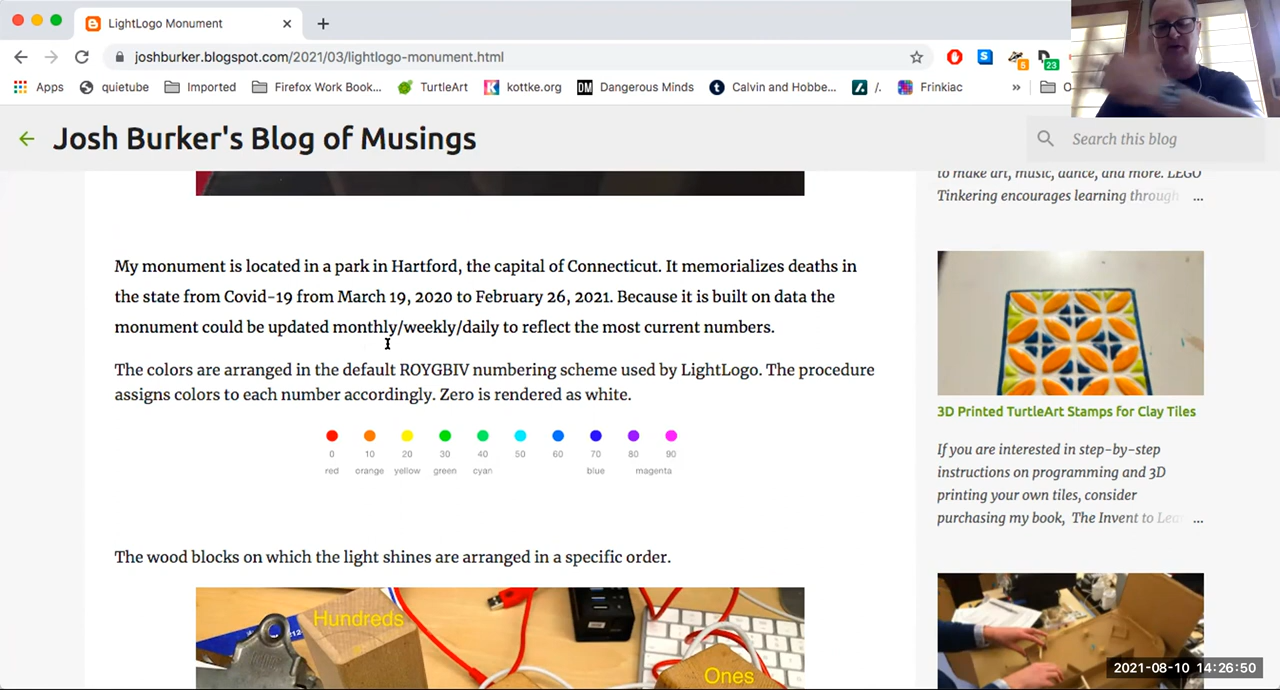 LightLogo Monument
joshburker.blogspot.com/2021/03/lightlogo-monument.html
5
23
Apps
quietube
Imported
Firefox Work Book...
TurtleArt
kottke.org
DM
Dangerous Minds
Calvin and Hobbe...
/.
Frinkiac
»
Josh Burker's Blog of Musings
Search this blog
My monument is located in a park in Hartford, the capital of Connecticut. It memorializes deaths in
the state from Covid-19 from March 19, 2020 to February 26, 2021. Because it is built on data the
monument could be updated monthly/weekly/daily to reflect the most current numbers.
The colors are arranged in the default ROYGBIV numbering scheme used by LightLogo. The procedure
assigns colors to each number accordingly. Zero is rendered as white.
0 10 20 30 40 50 60 70 80 90
red orange yellow green cyan blue magenta
The wood blocks on which the light shines are arranged in a specific order.
Hundreds
Ones
to make art, music, dance, and more. LEGO
Tinkering encourages learning through ...
3D Printed TurtleArt Stamps for Clay Tiles
If you are interested in step-by-step
instructions on programming and 3D
printing your own tiles, consider
purchasing my book, The Invent to Lea ...
2021-08-10 14:26:50